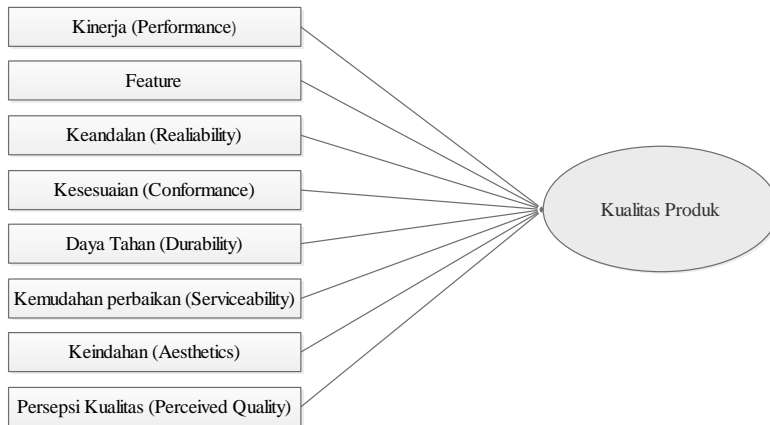 Kinerja (Performance)
Feature
Keandalan (Realiability)
Kesesuaian (Conformance)
Daya Tahan (Durability)
Kemudahan perbaikan (Serviceability)
Keindahan (Aesthetics)
Persepsi Kualitas (Perceived Quality)
Kualitas Produk